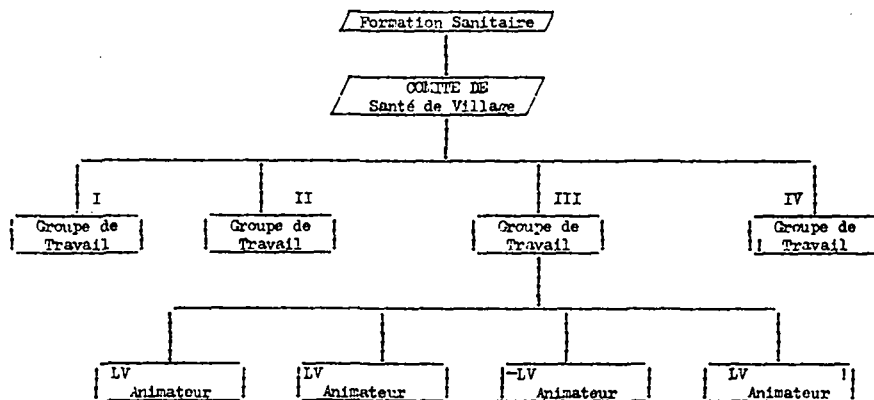 Formation Sanitaire
COMITE DE
Santé de Village
I II III IV
Groupe de Groupe de Groupe de Groupe de
Travail Travail Travail Travail
LV LV LV LV
Animateur Animateur Animateur Animateur